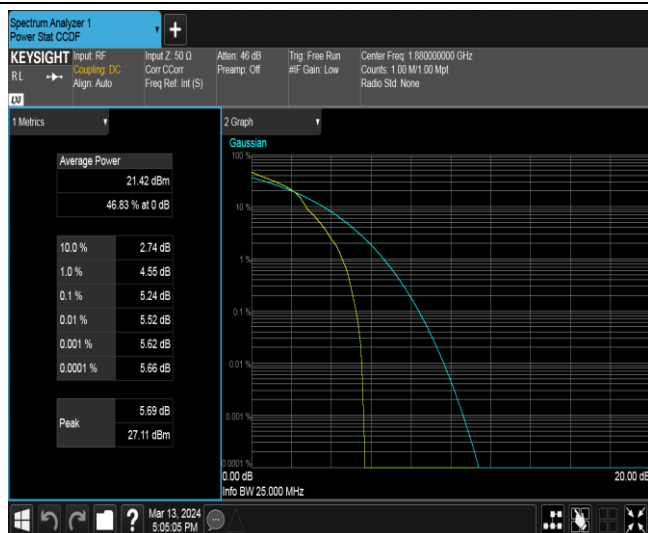 Spectrum Analyzer 1
Power Stat CCDF
+
KEYSIGHT
RL
LXI
Input: RF
Coupling: DC
Align: Auto
Input Z: 50 Ω
Corr CCorr
Freq Ref: Int (S)
Atten: 46 dB
Preamp: Off
Trig: Free Run
#IF Gain: Low
Center Freq: 1.880000000 GHz
Counts: 1.00 M/1.00 Mpt
Radio Std: None
1 Metrics
Average Power
21.42 dBm
46.83 % at 0 dB
10.0 % 2.74 dB
1.0 % 4.55 dB
0.1 % 5.24 dB
0.01 % 5.52 dB
0.001 % 5.62 dB
0.0001 % 5.66 dB
Peak
5.69 dB
27.11 dBm
2 Graph
Gaussian
100 %
10 %
1 %
0.1 %
0.01 %
0.001 %
0.0001 %
0.00 dB 20.00 dB
Info BW 25.000 MHz
?
Mar 13, 2024
5:05:05 PM